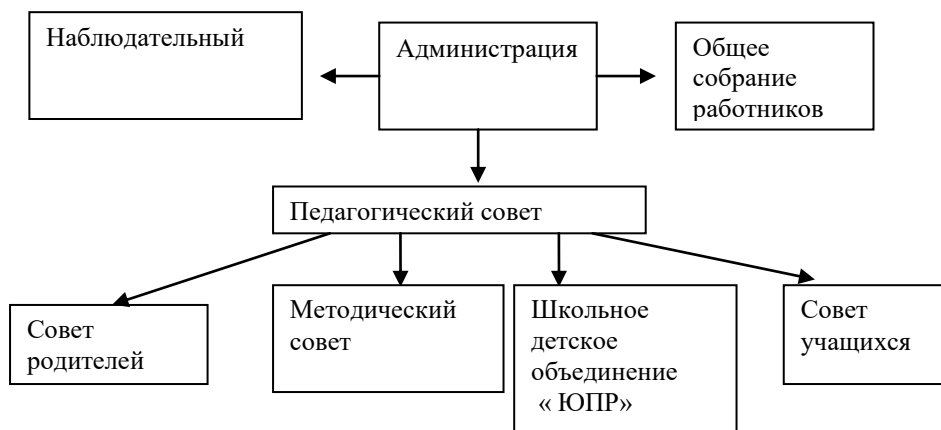 Наблюдательный
Администрация
Общее
собрание
работников
Педагогический совет
Совет
родителей
Методический
совет
Школьное
детское
объединение
« ЮПР»
Совет
учащихся